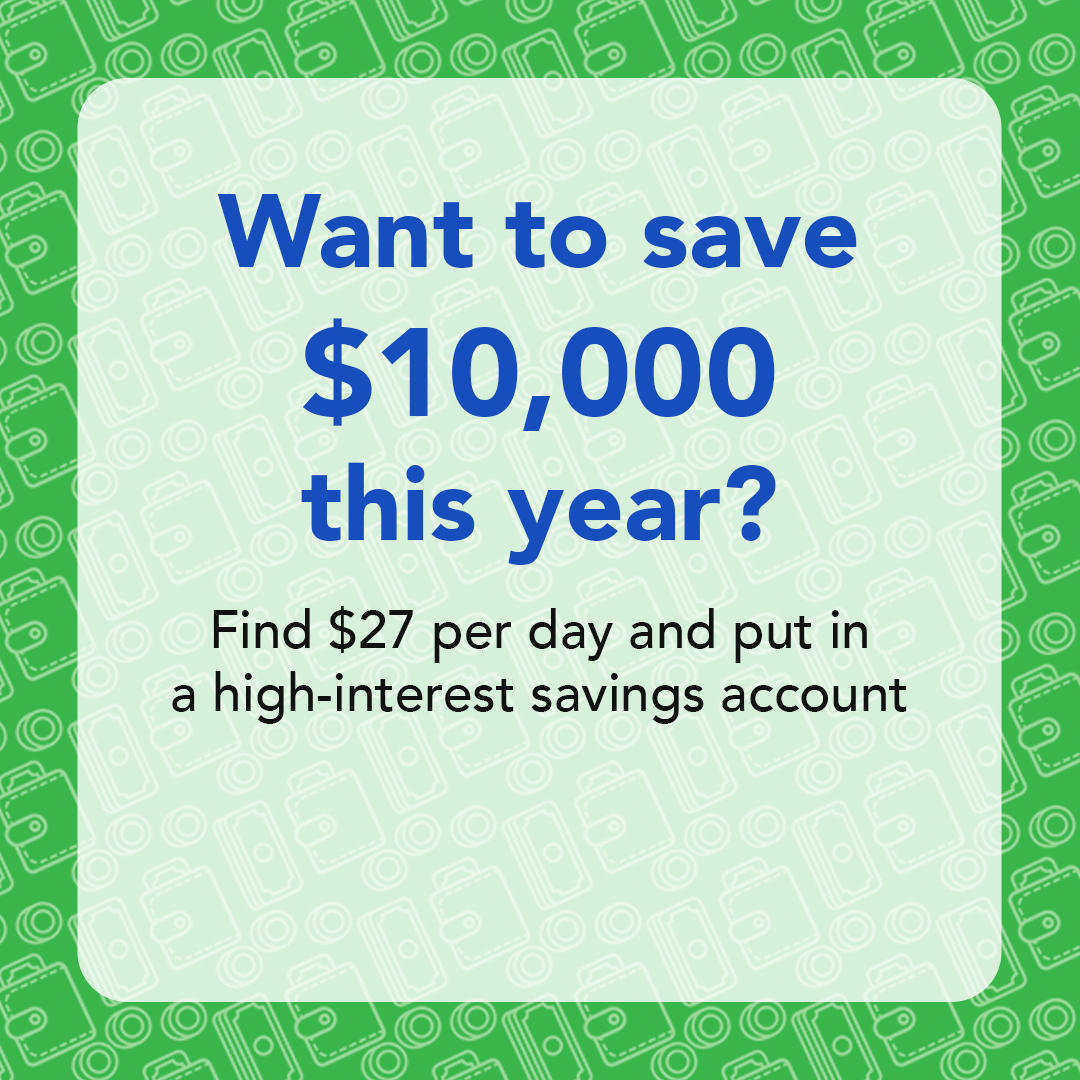 Want to save
$10,000
this year?
Find $27 per day and put in
a high-interest savings account